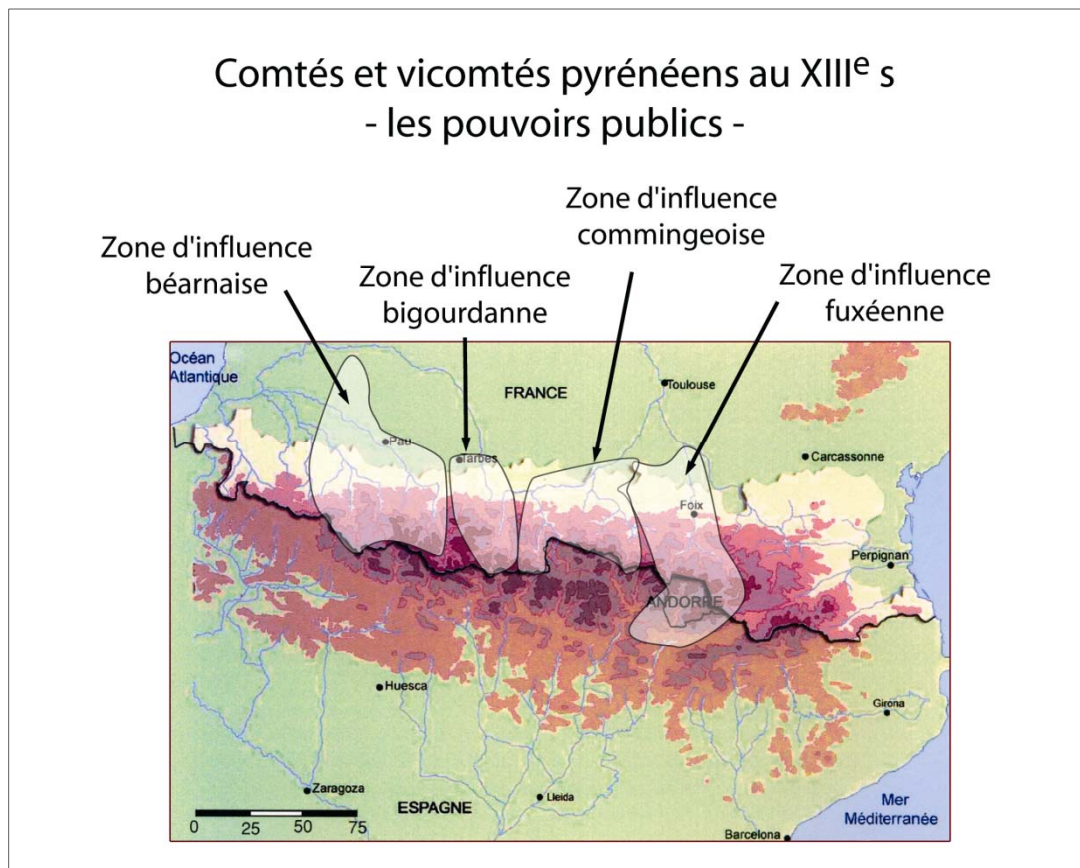 Comtés et vicomtés pyrénéens au XIIIe s
- les pouvoirs publics -
Zone d'influence
commingeoise
Zone d'influence
béarnaise
Zone d'influence
bigourdanne
Zone d'influence
fuxéenne
Océan
Atlantique
FRANCE
Toulouse
Pau
Tarbes
Carcassonne
Foix
Perpignan
ANDORRE
Huesca
Girona
Zaragoza
Lleida
ESPAGNE
Mer
Méditerranée
Barcelona
0 25 50 75